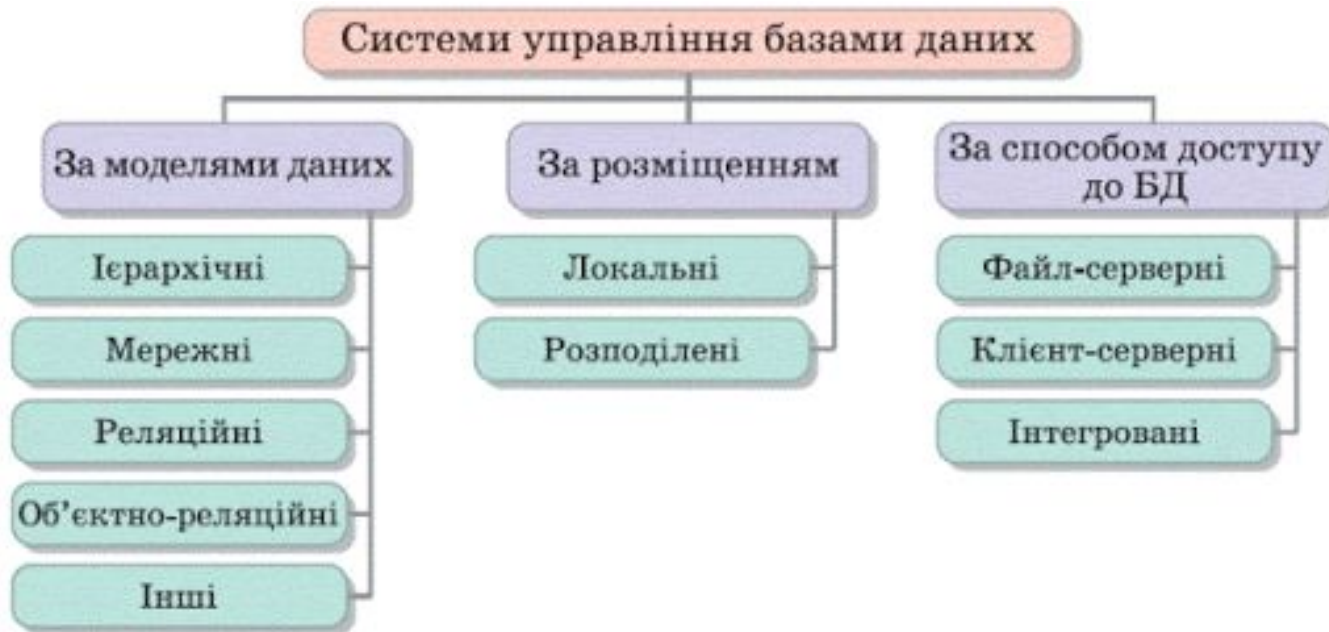 Системи управління базами даних
За моделями даних
Ієрархічні
Мережні
Реляційні
Об’єктно-реляційні
Інші
За розміщенням
Локальні
Розподілені
За способом доступу
до БД
Файл-серверні
Клієнт-серверні
Інтегровані